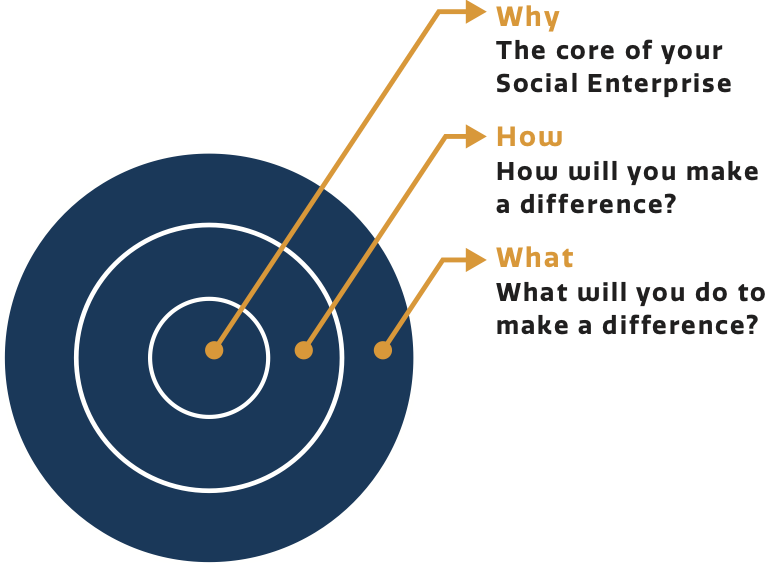 Why
The core of your
Social Enterprise
How
How will you make
a difference?
What
What will you do to
make a difference?